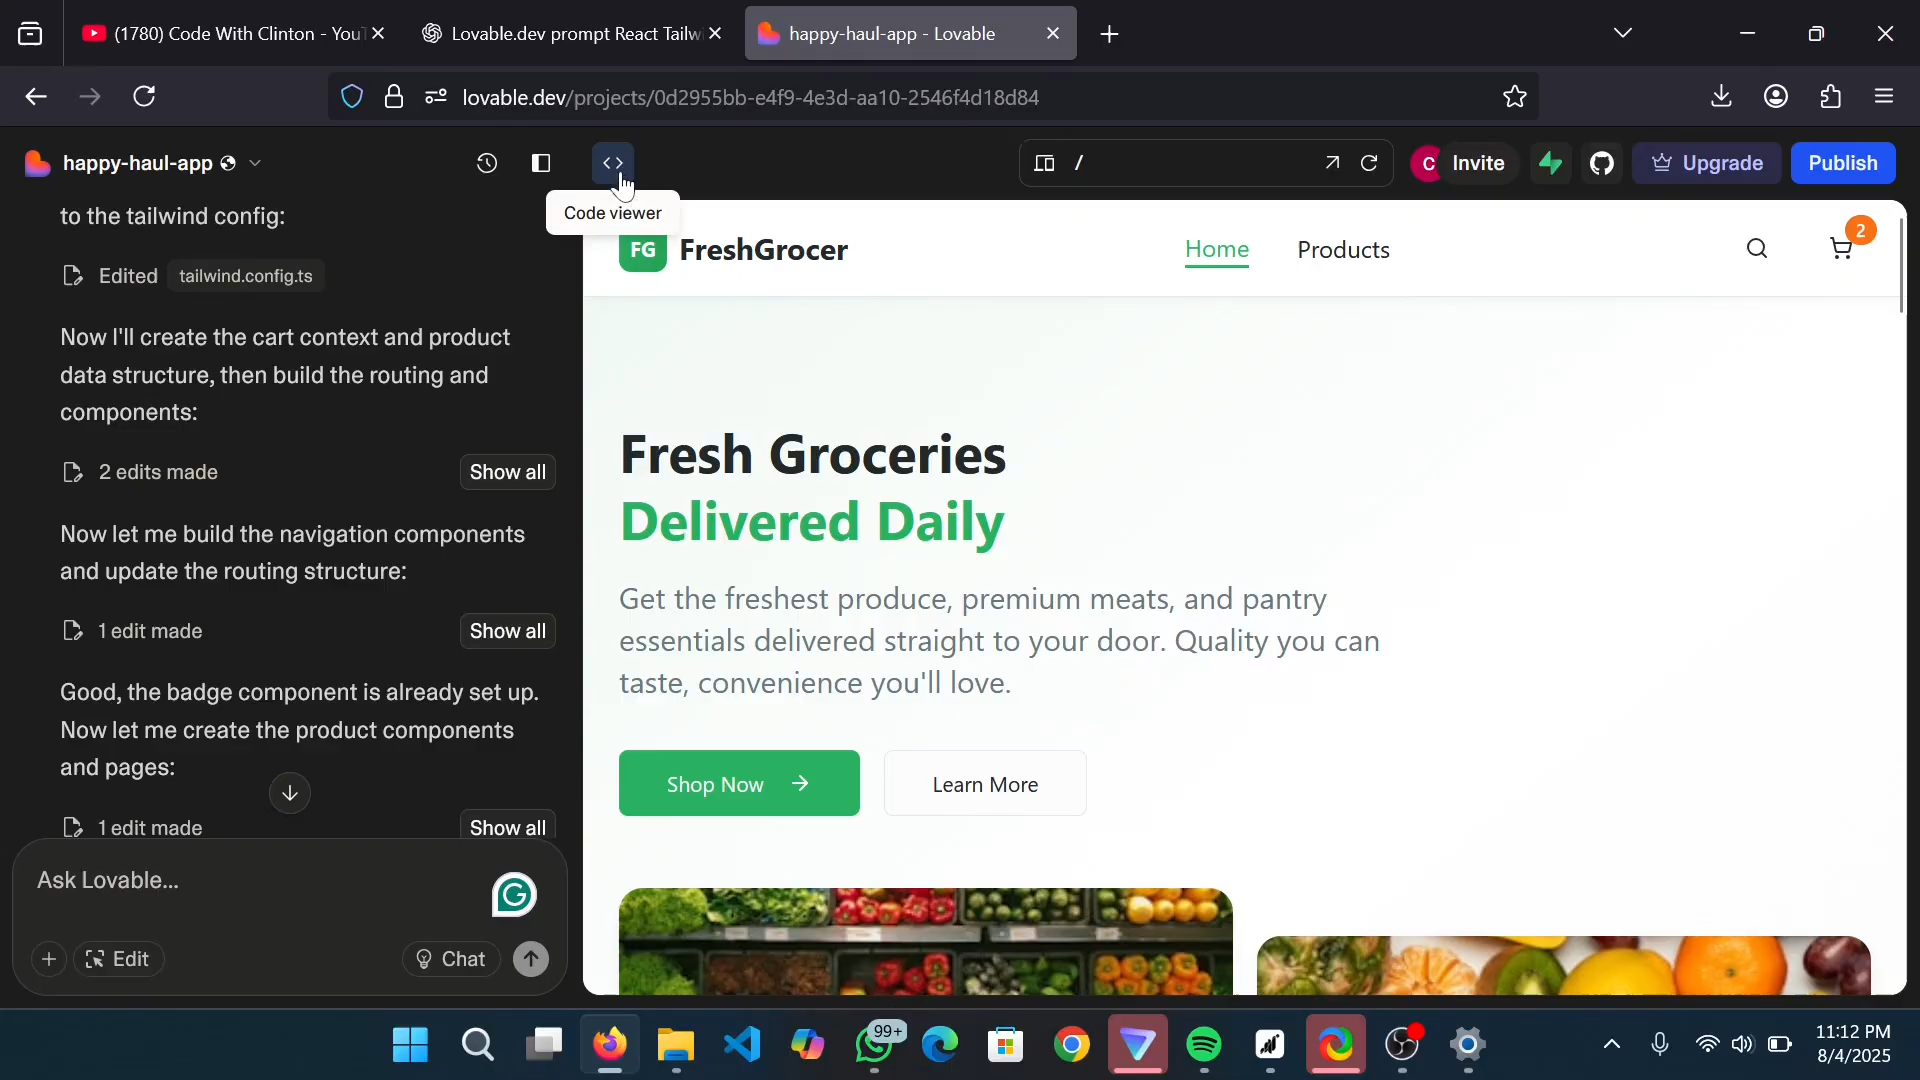 (1780) Code With Clinton - YouT
Lovable.dev prompt React Tailw
happy-haul-app - Lovable
lovable.dev/projects/0d2955bb-e4f9-4e3d-aa10-2546f4d18d84
happy-haul-app
/
C
Invite
Upgrade
Publish
Code viewer
to the tailwind config:
Edited tailwind.config.ts
Now I'll create the cart context and product
data structure, then build the routing and
components:
2 edits made
Show all
Now let me build the navigation components
and update the routing structure:
1 edit made
Show all
Good, the badge component is already set up.
Now let me create the product components
and pages:
1 edit made
Show all
Ask Lovable...
Edit
Chat
FG
FreshGrocer
Home
Products
2
Fresh Groceries
Delivered Daily
Get the freshest produce, premium meats, and pantry
essentials delivered straight to your door. Quality you can
taste, convenience you'll love.
Shop Now
Learn More
99+
11:12 PM
8/4/2025